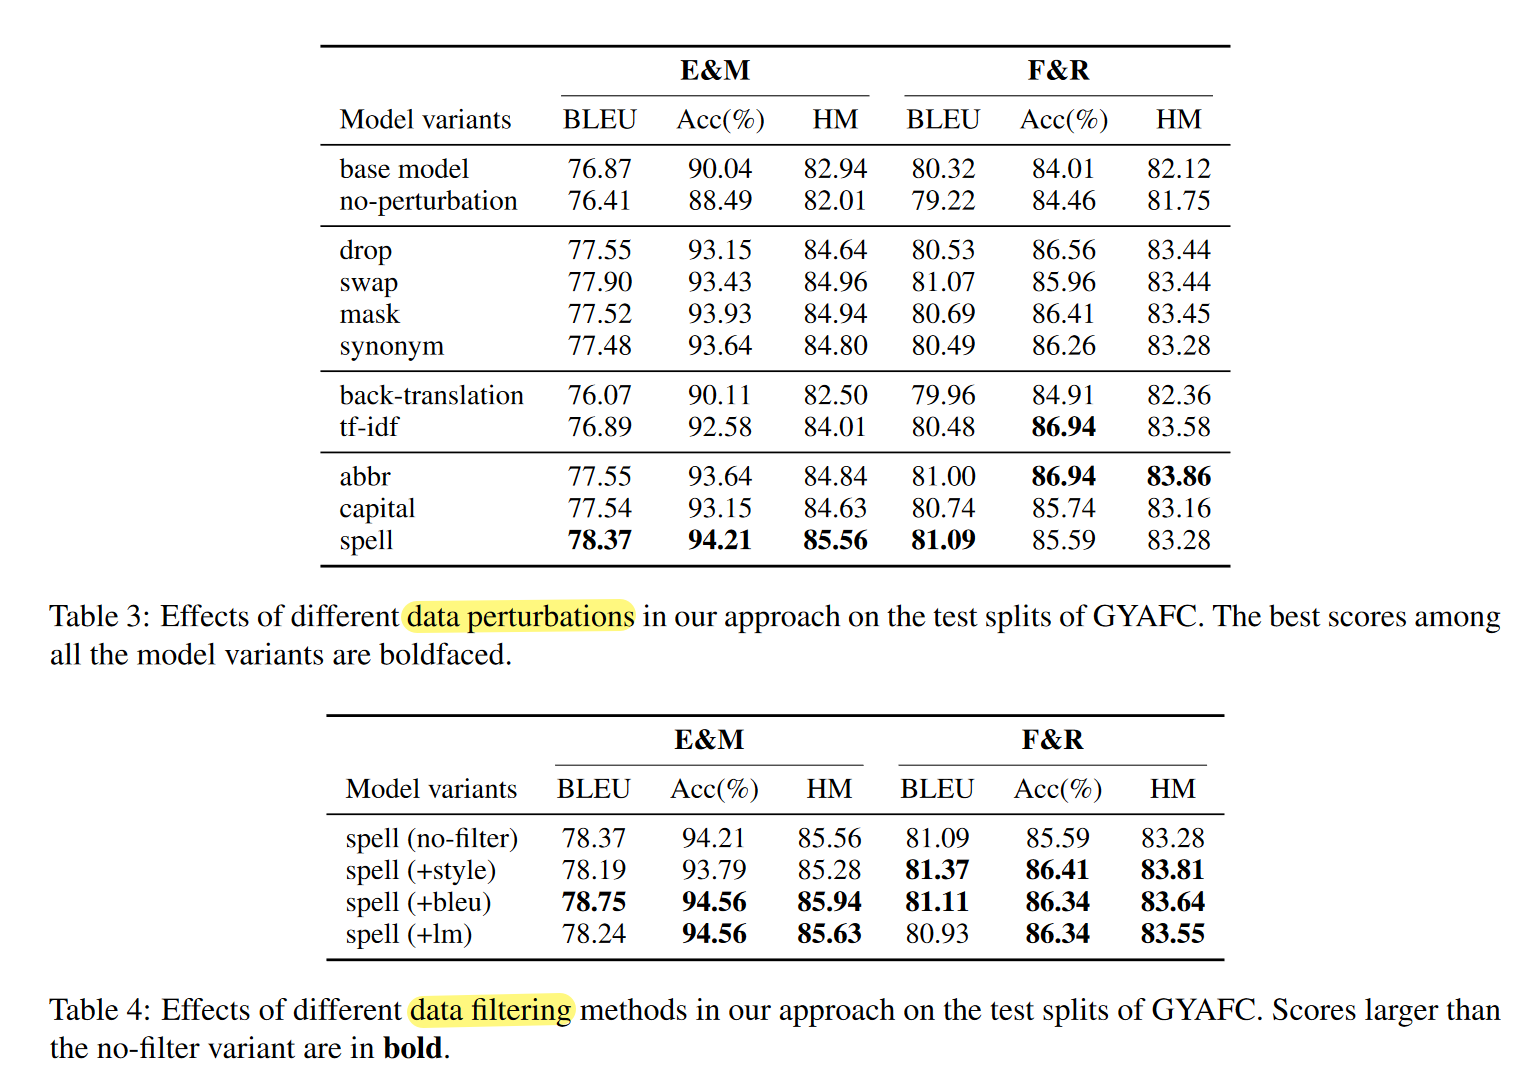 E&M F&R
Model variants BLEU Acc(%) HM BLEU Acc(%) HM
base model 76.87 90.04 82.94 80.32 84.01 82.12
no-perturbation 76.41 88.49 82.01 79.22 84.46 81.75
drop 77.55 93.15 84.64 80.53 86.56 83.44
swap 77.90 93.43 84.96 81.07 85.96 83.44
mask 77.52 93.93 84.94 80.69 86.41 83.45
synonym 77.48 93.64 84.80 80.49 86.26 83.28
back-translation 76.07 90.11 82.50 79.96 84.91 82.36
tf-idf 76.89 92.58 84.01 80.48 86.94 83.58
abbr 77.55 93.64 84.84 81.00 86.94 83.86
capital 77.54 93.15 84.63 80.74 85.74 83.16
spell 78.37 94.21 85.56 81.09 85.59 83.28
Table 3: Effects of different data perturbations in our approach on the test splits of GYAFC. The best scores among
all the model variants are boldfaced.
E&M F&R
Model variants BLEU Acc(%) HM BLEU Acc(%) HM
spell (no-filter) 78.37 94.21 85.56 81.09 85.59 83.28
spell (+style) 78.19 93.79 85.28 81.37 86.41 83.81
spell (+bleu) 78.75 94.56 85.94 81.11 86.34 83.64
spell (+lm) 78.24 94.56 85.63 80.93 86.34 83.55
Table 4: Effects of different data filtering methods in our approach on the test splits of GYAFC. Scores larger than
the no-filter variant are in bold.